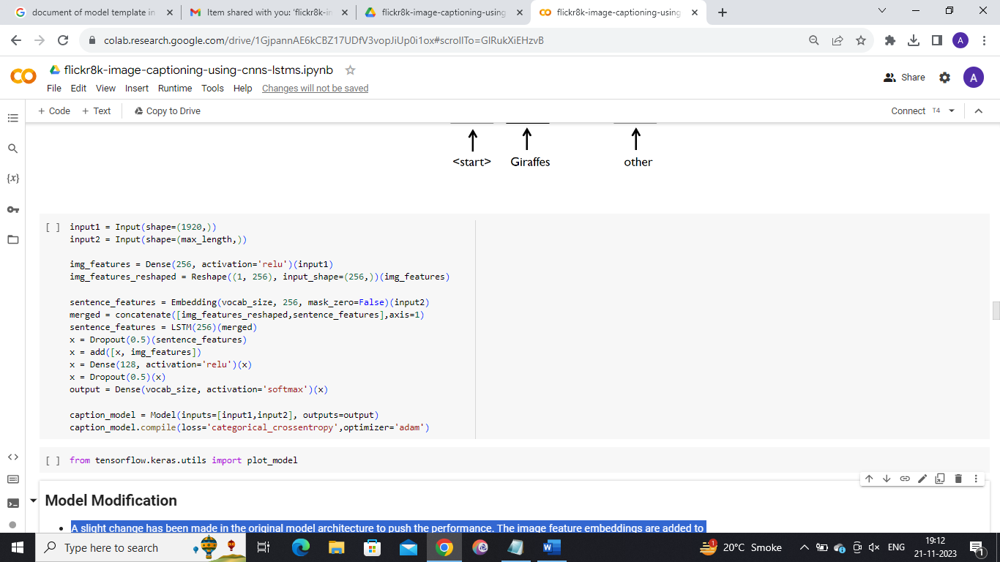 document of model template in
Item shared with you: 'flickr8k-in
flickr8k-image-captioning-using
flickr8k-image-captioning-using
colab.research.google.com/drive/1GjpannAE6kCBZ17UDfV3vopJiUp0i1ox#scrollTo=GIRukXiEHzvB
A
flickr8k-image-captioning-using-cnns-lstms.ipynb
Share
A
File Edit View Insert Runtime Tools Help Changes will not be saved
+ Code + Text Copy to Drive
Connect T4
<start> Giraffes other
{x}
[ ] input1 = Input(shape=(1920,))
input2 = Input(shape=(max_length,))
img_features = Dense(256, activation='relu')(input1)
img_features_reshaped = Reshape((1, 256), input_shape=(256,))(img_features)
sentence_features = Embedding(vocab_size, 256, mask_zero=False)(input2)
merged = concatenate([img_features_reshaped,sentence_features],axis=1)
sentence_features = LSTM(256)(merged)
x = Dropout(0.5)(sentence_features)
x = add([x, img_features])
x = Dense(128, activation='relu')(x)
x = Dropout(0.5)(x)
output = Dense(vocab_size, activation='softmax')(x)
caption_model = Model(inputs=[input1,input2], outputs=output)
caption_model.compile(loss='categorical_crossentropy',optimizer='adam')
[ ] from tensorflow.keras.utils import plot_model
Model Modification
• A slight change has been made in the original model architecture to push the performance. The image feature embeddings are added to
Type here to search
1
20°C Smoke
ENG
19:12
21-11-2023
1